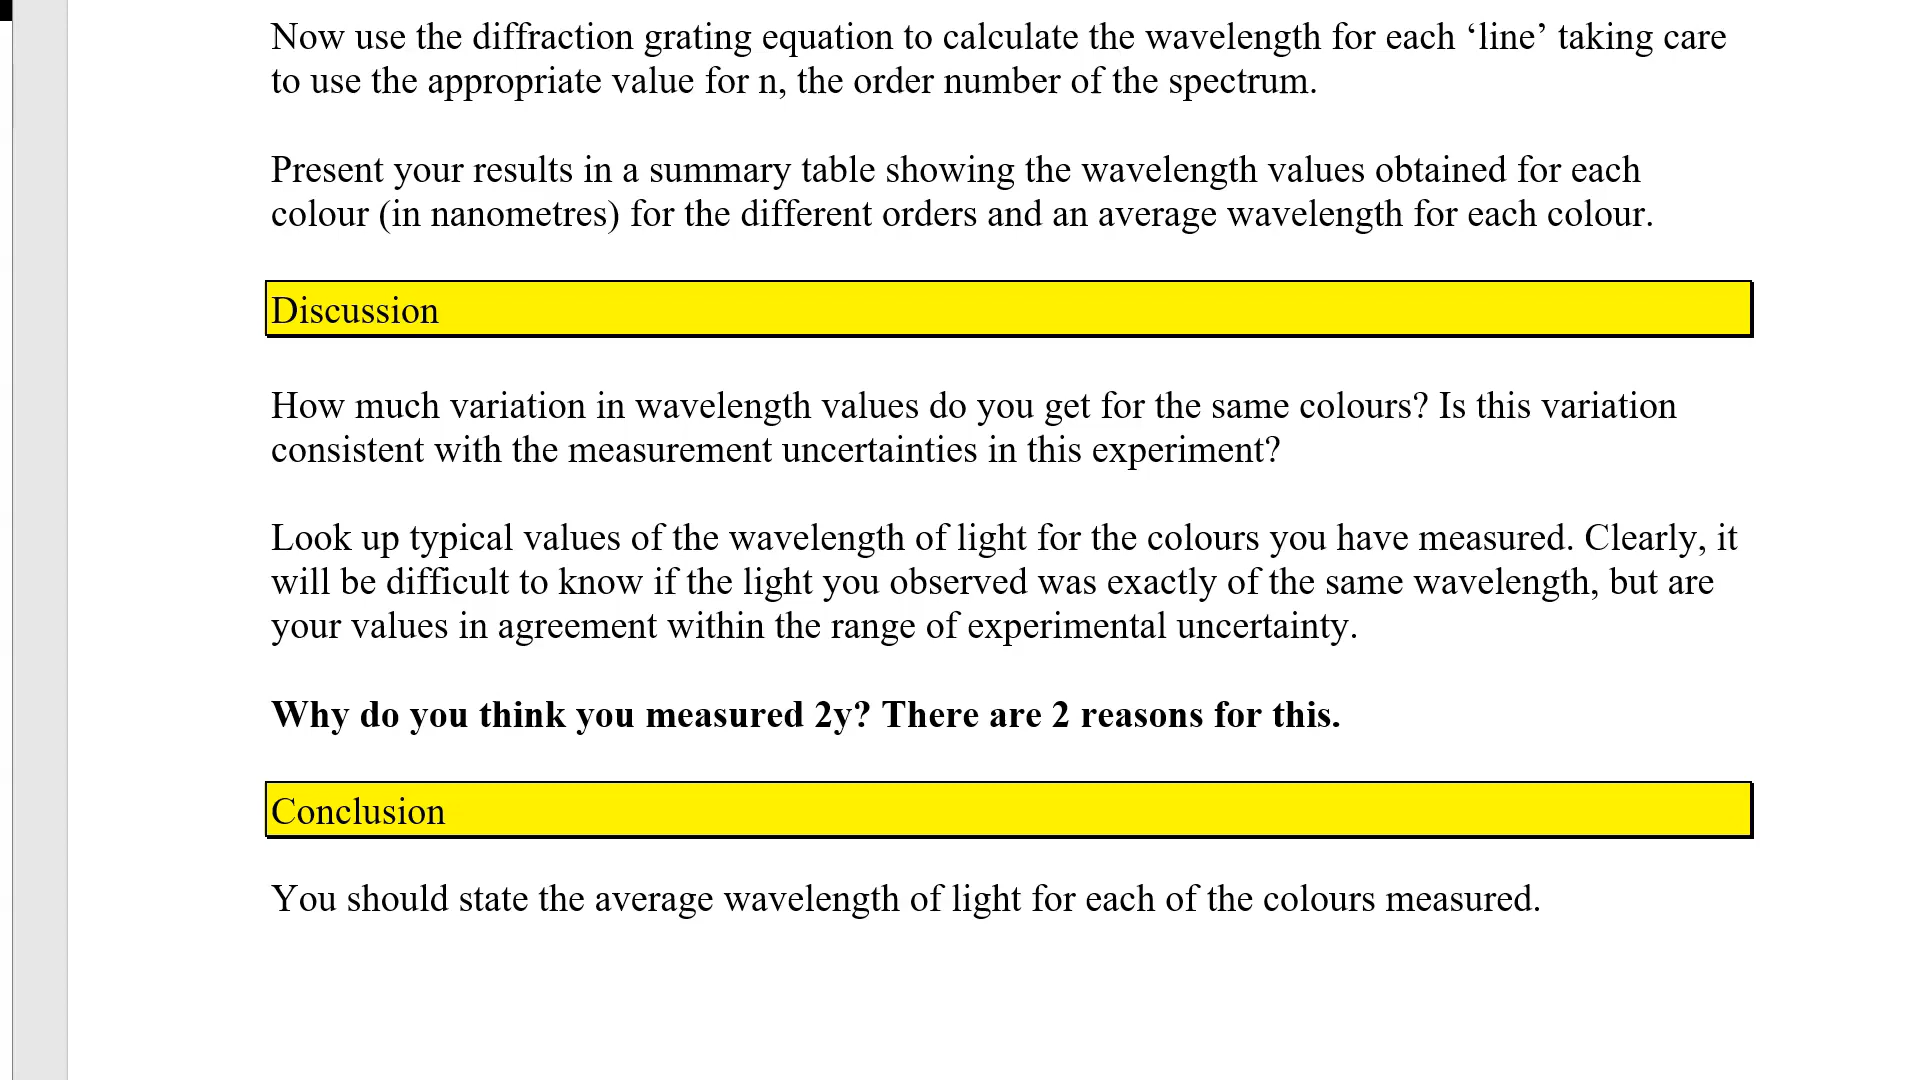 Now use the diffraction grating equation to calculate the wavelength for each ‘line’ taking care
to use the appropriate value for n, the order number of the spectrum.
Present your results in a summary table showing the wavelength values obtained for each
colour (in nanometres) for the different orders and an average wavelength for each colour.
Discussion
How much variation in wavelength values do you get for the same colours? Is this variation
consistent with the measurement uncertainties in this experiment?
Look up typical values of the wavelength of light for the colours you have measured. Clearly, it
will be difficult to know if the light you observed was exactly of the same wavelength, but are
your values in agreement within the range of experimental uncertainty.
Why do you think you measured 2y? There are 2 reasons for this.
Conclusion
You should state the average wavelength of light for each of the colours measured.